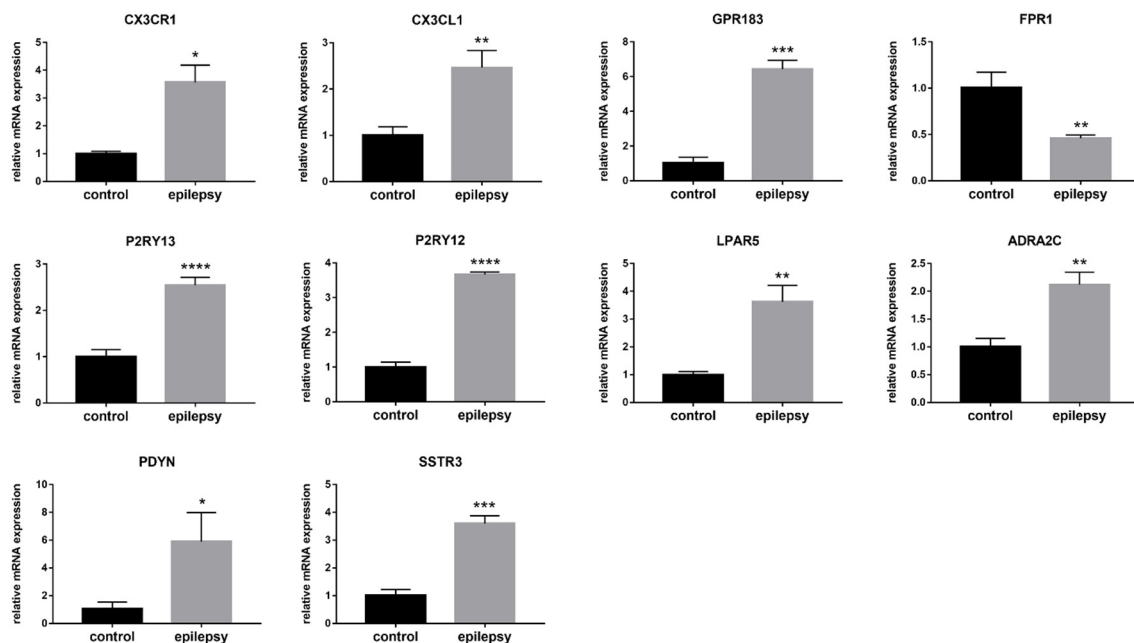 CX3CR1
relative mRNA expression
5
4
3
2
1
0
*
control epilepsy
CX3CL1
relative mRNA expression
3
2
1
0
**
control epilepsy
GPR183
relative mRNA expression
8
6
4
2
0
***
control epilepsy
FPR1
relative mRNA expression
1.5
1.0
0.5
0.0
**
control epilepsy
P2RY13
relative mRNA expression
3
2
1
0
****
control epilepsy
P2RY12
relative mRNA expression
4
3
2
1
0
****
control epilepsy
LPAR5
relative mRNA expression
5
4
3
2
1
0
**
control epilepsy
ADRA2C
relative mRNA expression
2.5
2.0
1.5
1.0
0.5
0.0
**
control epilepsy
PDYN
relative mRNA expression
10
8
6
4
2
0
*
control epilepsy
SSTR3
relative mRNA expression
5
4
3
2
1
0
***
control epilepsy